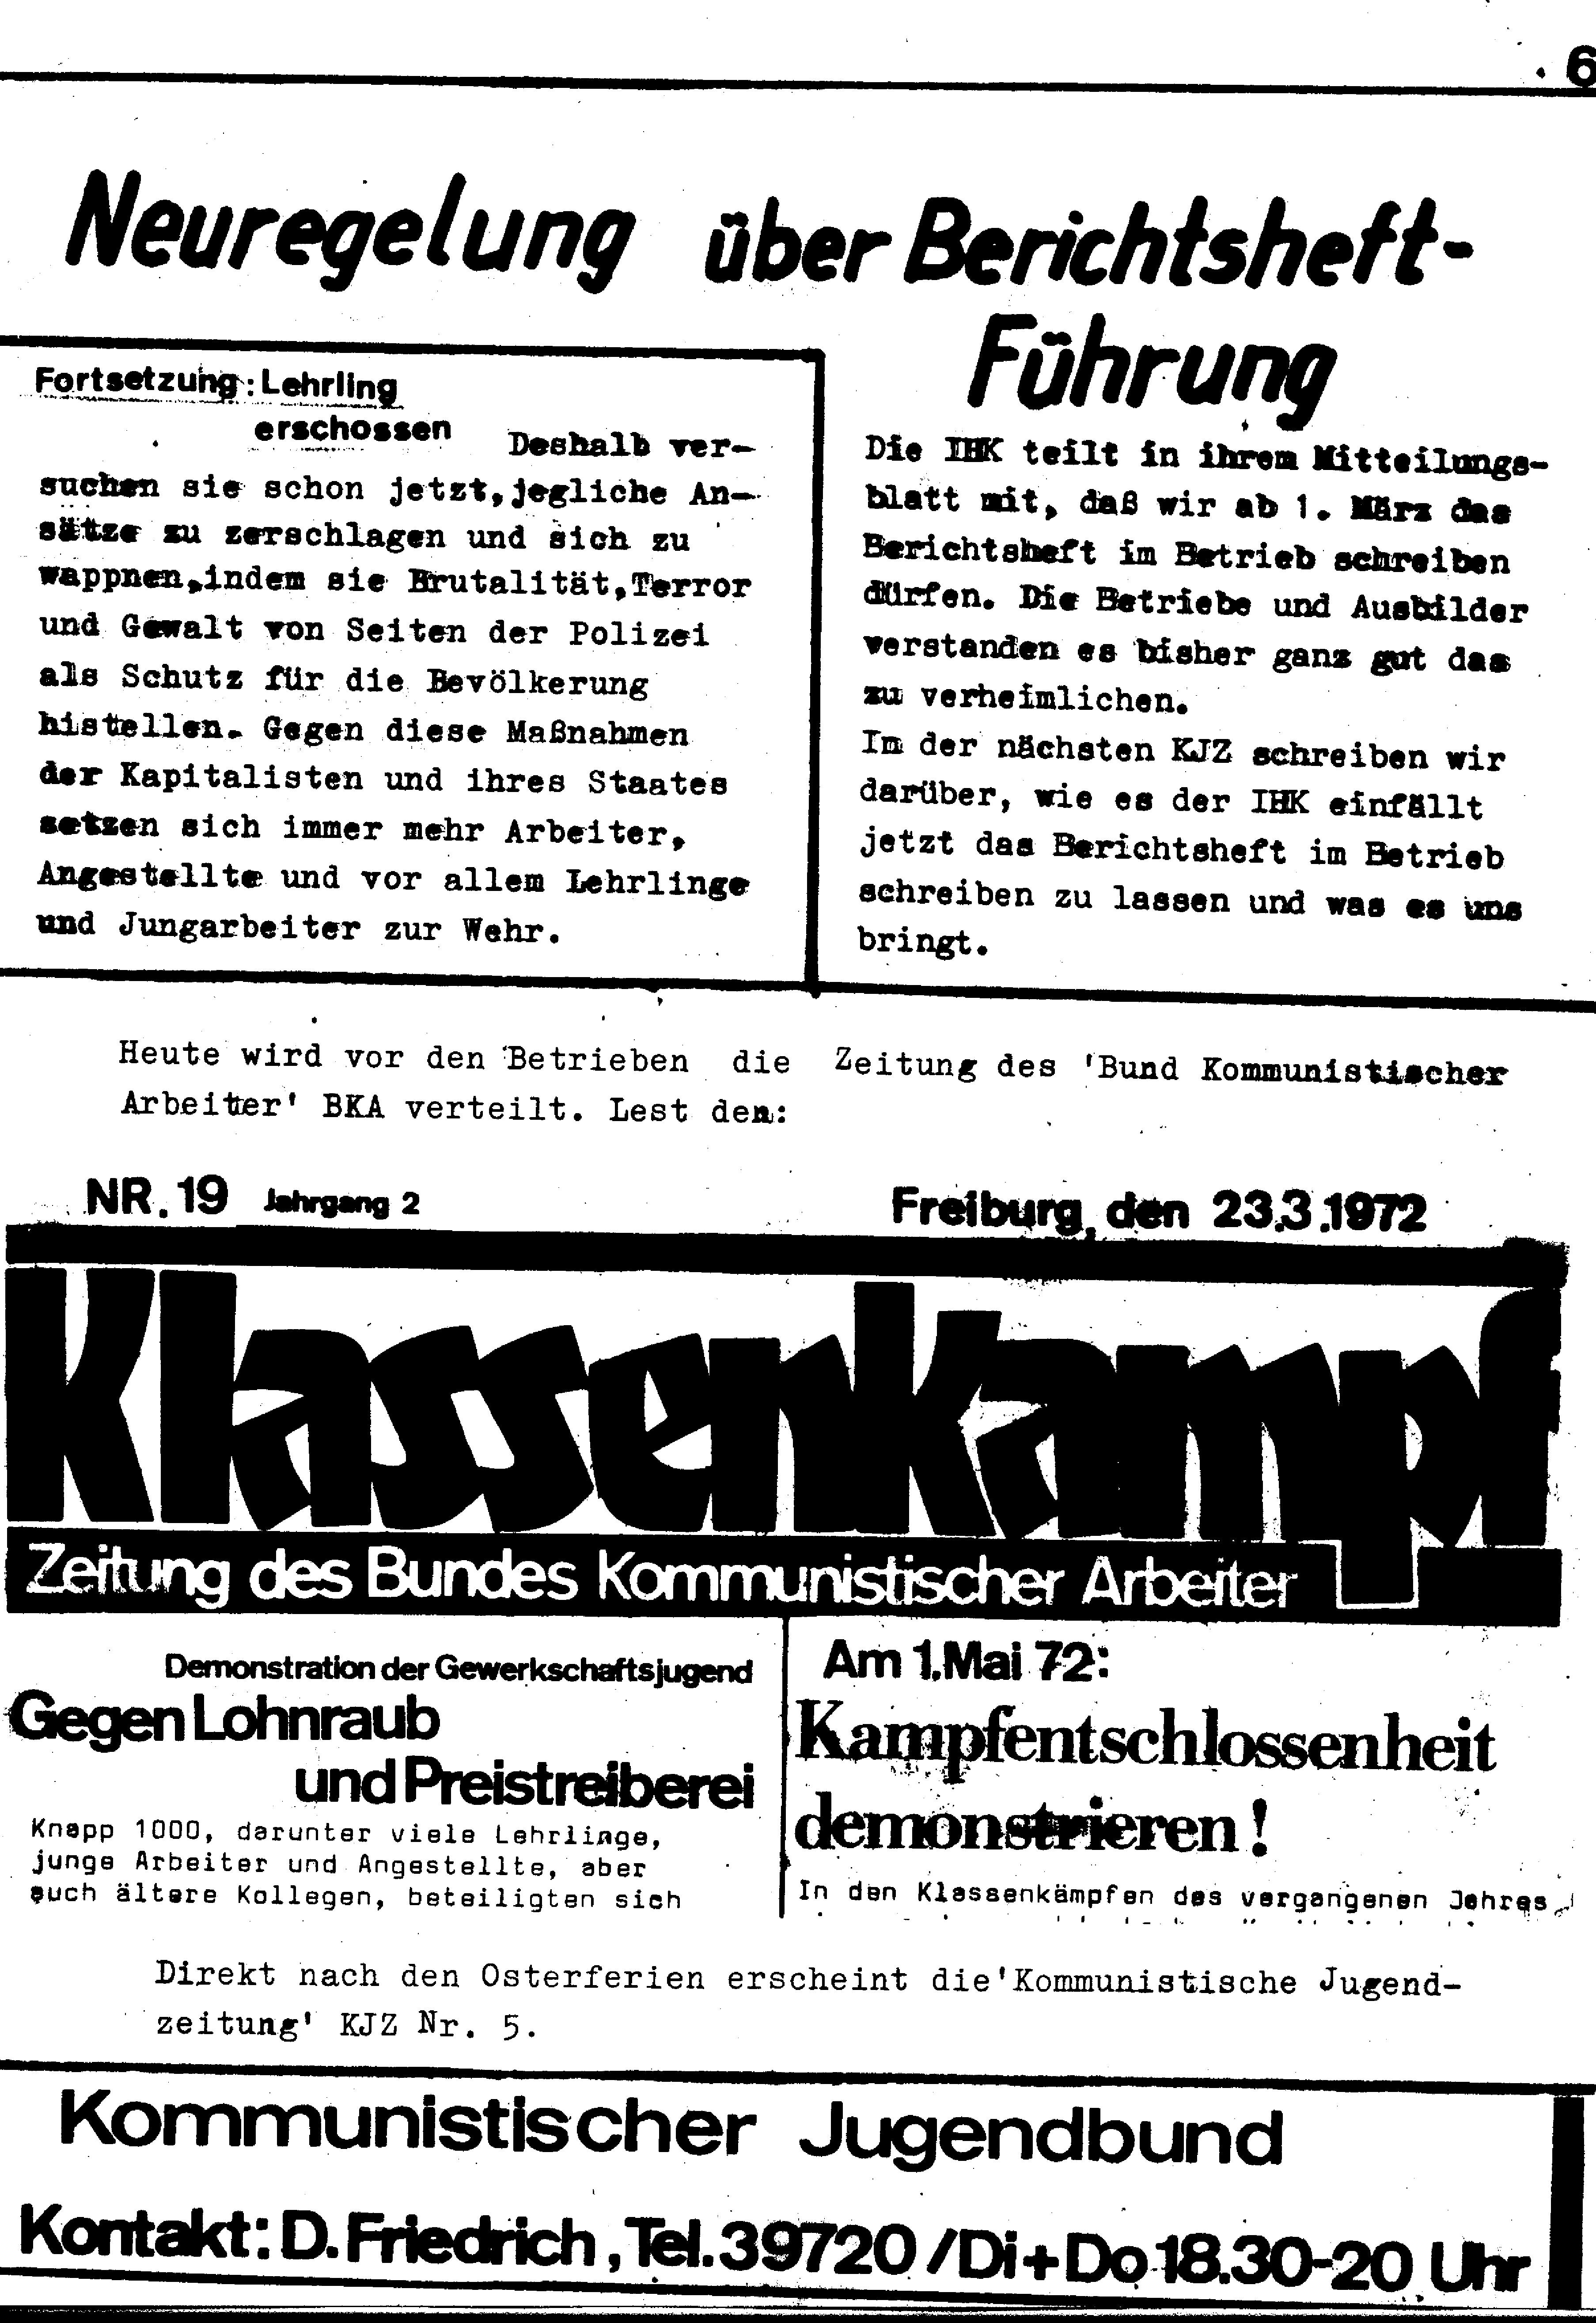 6
Neuregelung über Berichtsheft-
Führung
Fortsetzung: Lehrling
erschossen
Deshalb ver-
suchen sie schon jetzt, jegliche An-
sätze zu zerschlagen und sich zu
wappnen, indem sie Brutalität, Terror
und Gewalt von Seiten der Polizei
als Schutz für die Bevölkerung
histellen. Gegen diese Maßnahmen
der Kapitalisten und ihres Staates
setzen sich immer mehr Arbeiter,
Angestellte und vor allem Lehrlinge
und Jungarbeiter zur Wehr.
Die IHK teilt in ihrem Mitteilungs-
blatt mit, daß wir ab 1. März das
Berichtsheft im Betrieb schreiben
dürfen. Die Betriebe und Ausbilder
verstanden es bisher ganz gut das
zu verheimlichen.
In der nächsten KJZ schreiben wir
darüber, wie es der IHK einfällt
jetzt das Berichtsheft im Betrieb
schreiben zu lassen und was es uns
bringt.
Heute wird vor den Betrieben die Zeitung des 'Bund Kommunistischer
Arbeiter' BKA verteilt. Lest den:
NR. 19 Jahrgang 2 Freiburg, den 23.3.1972
Klassenkampf
Zeitung des Bundes Kommunistischer Arbeiter
Demonstration der Gewerkschaftsjugend
Gegen Lohnraub
und Preistreiberei
Knapp 1000, darunter viele Lehrlinge,
junge Arbeiter und Angestellte, aber
auch ältere Kollegen, beteiligten sich
Am 1. Mai 72:
Kampfentschlossenheit
demonstrieren!
In den Klassenkämpfen des vergangenen Jahres
Direkt nach den Osterferien erscheint die 'Kommunistische Jugend-
zeitung' KJZ Nr. 5.
Kommunistischer Jugendbund
Kontakt: D. Friedrich, Tel. 39720 / Di + Do 18.30-20 Uhr